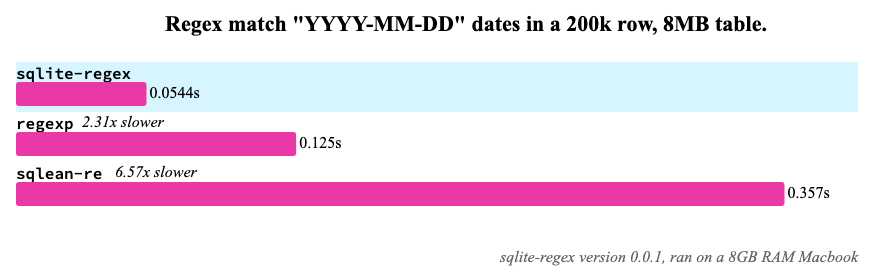 Regex match "YYYY-MM-DD" dates in a 200k row, 8MB table.
sqlite-regex
0.0544s
regexp 2.31x slower
0.125s
sqlean-re 6.57x slower
0.357s
sqlite-regex version 0.0.1, ran on a 8GB RAM Macbook